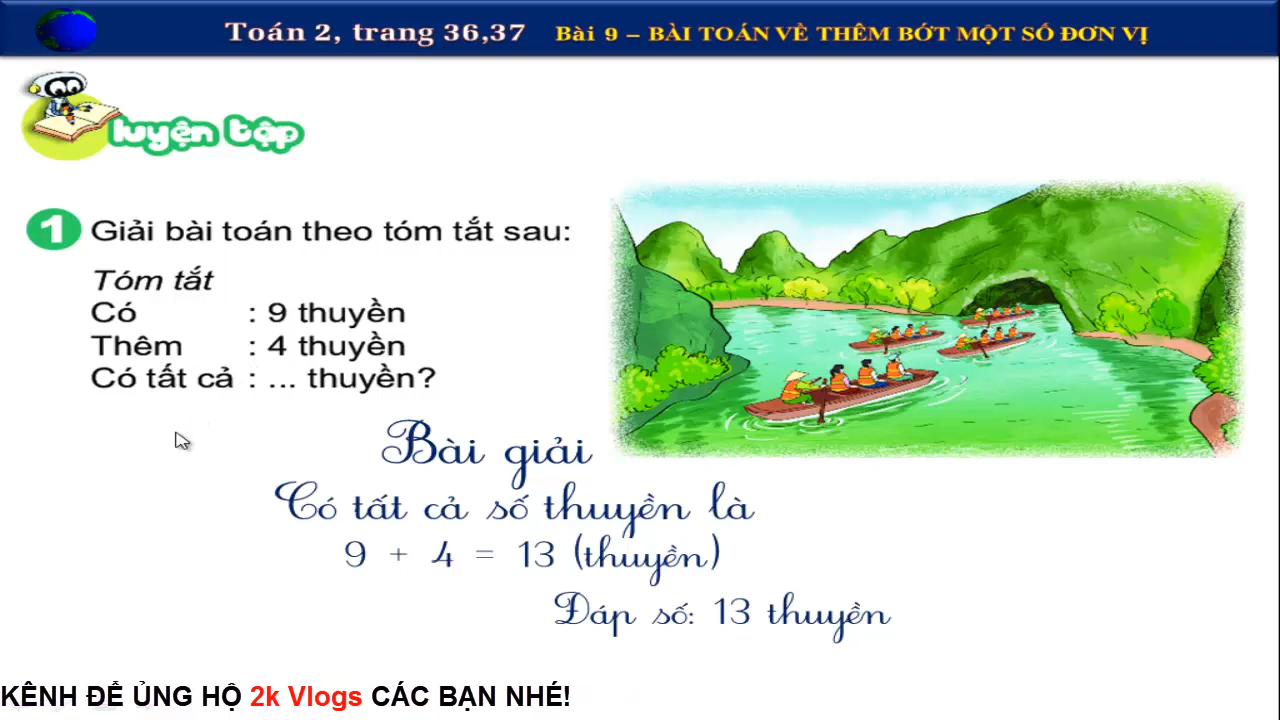 Toán 2, trang 36,37 Bài 9 – BÀI TOÁN VỀ THÊM BỚT MỘT SỐ ĐƠN VỊ
luyện tập
1 Giải bài toán theo tóm tắt sau:
Tóm tắt
Có : 9 thuyền
Thêm : 4 thuyền
Có tất cả : ... thuyền?
Bài giải
Có tất cả số thuyền là
9 + 4 = 13 (thuyền)
Đáp số: 13 thuyền
KÊNH ĐỂ ỦNG HỘ 2k Vlogs CÁC BẠN NHÉ!